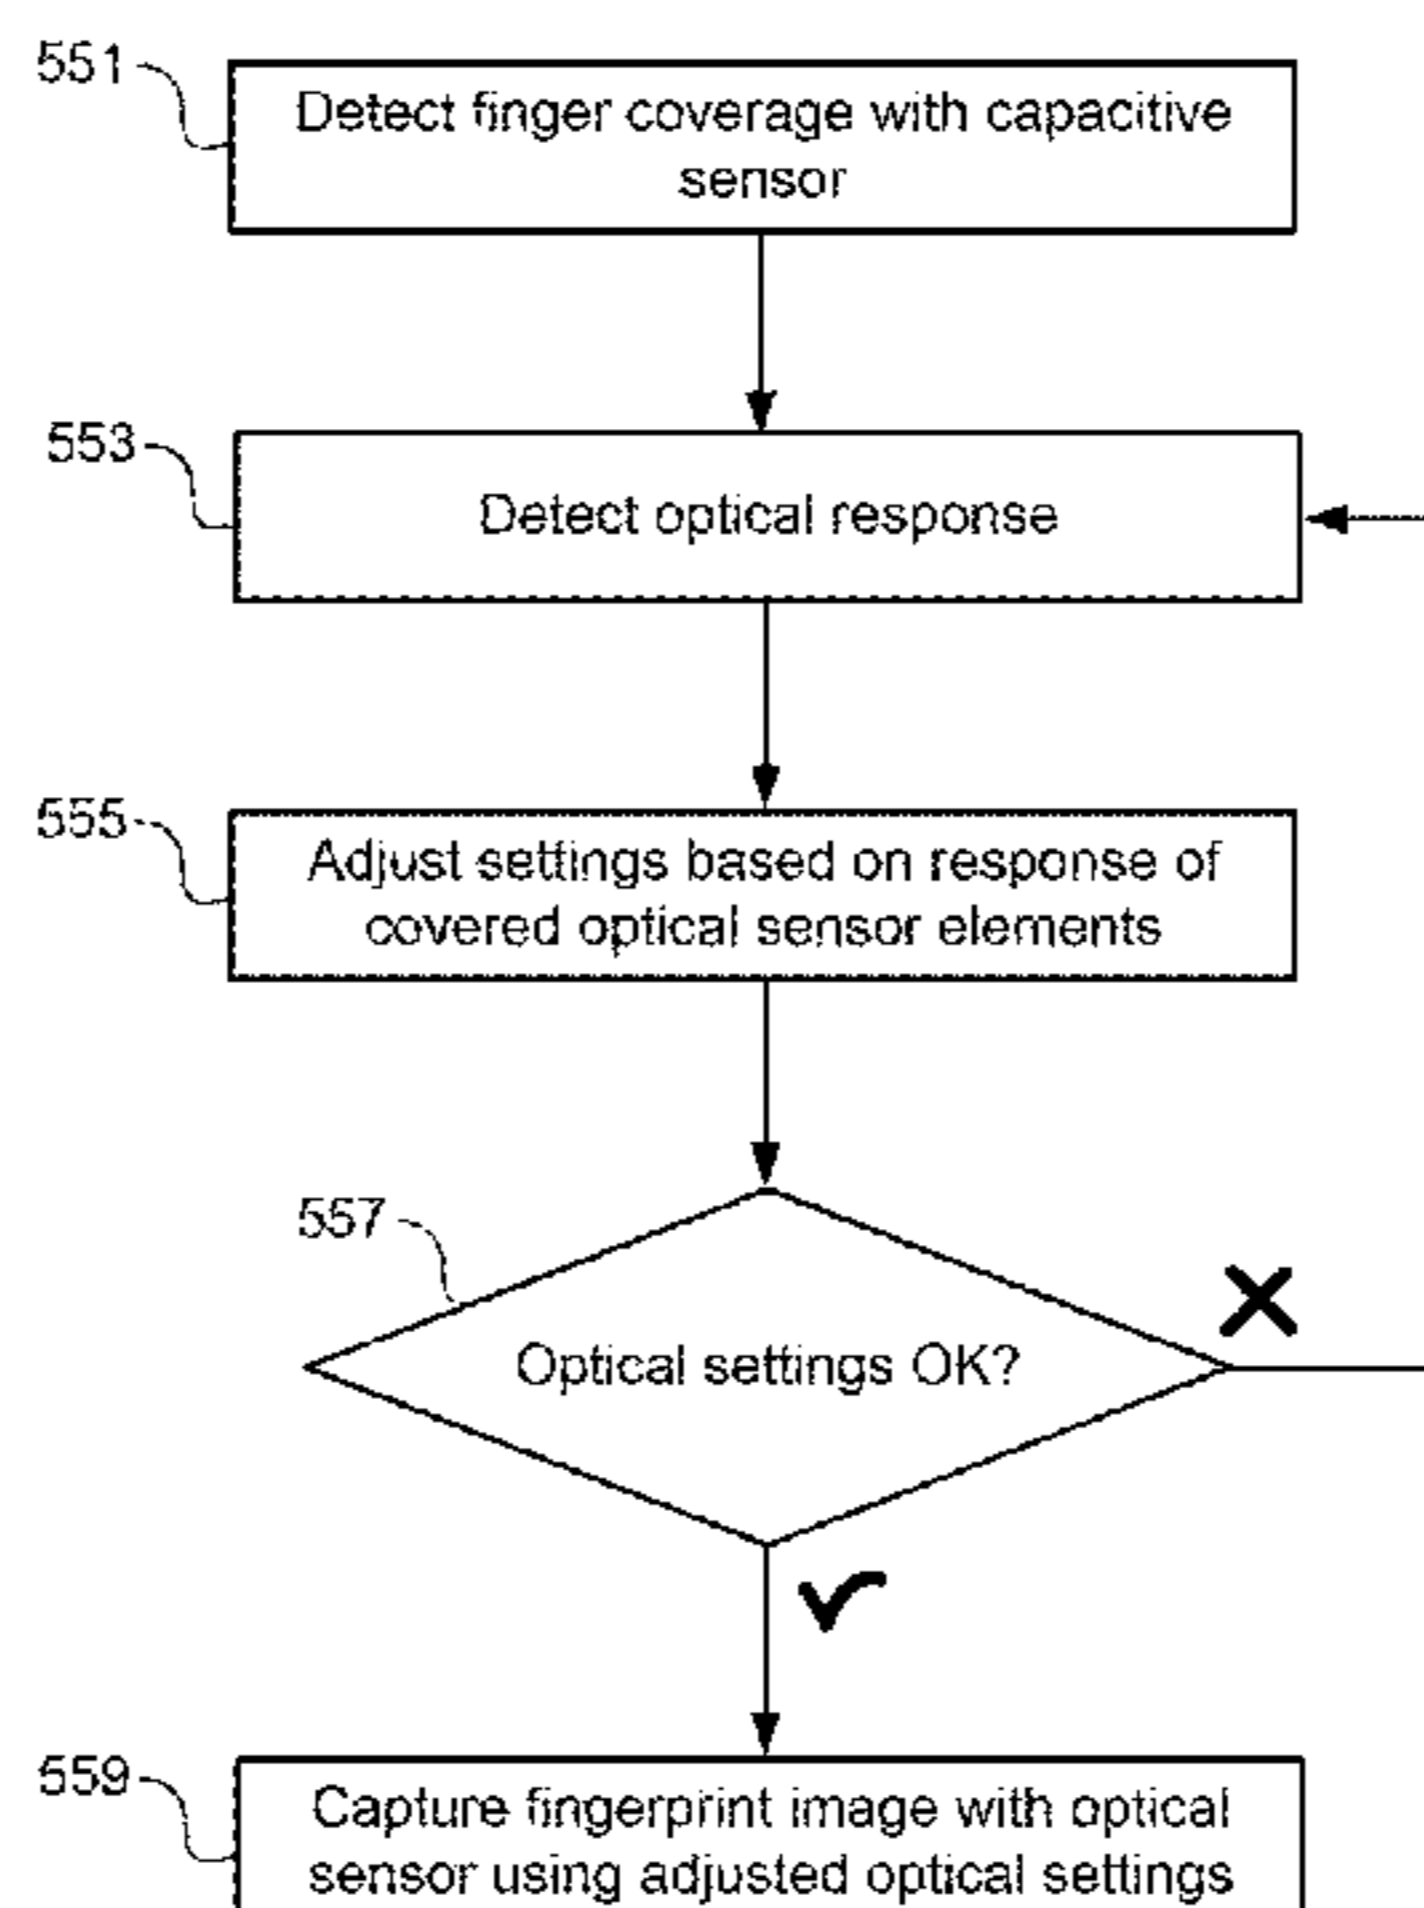 551
Detect finger coverage with capacitive
sensor
553
Detect optical response
555
Adjust settings based on response of
covered optical sensor elements
557
Optical settings OK?
559
Capture fingerprint image with optical
sensor using adjusted optical settings